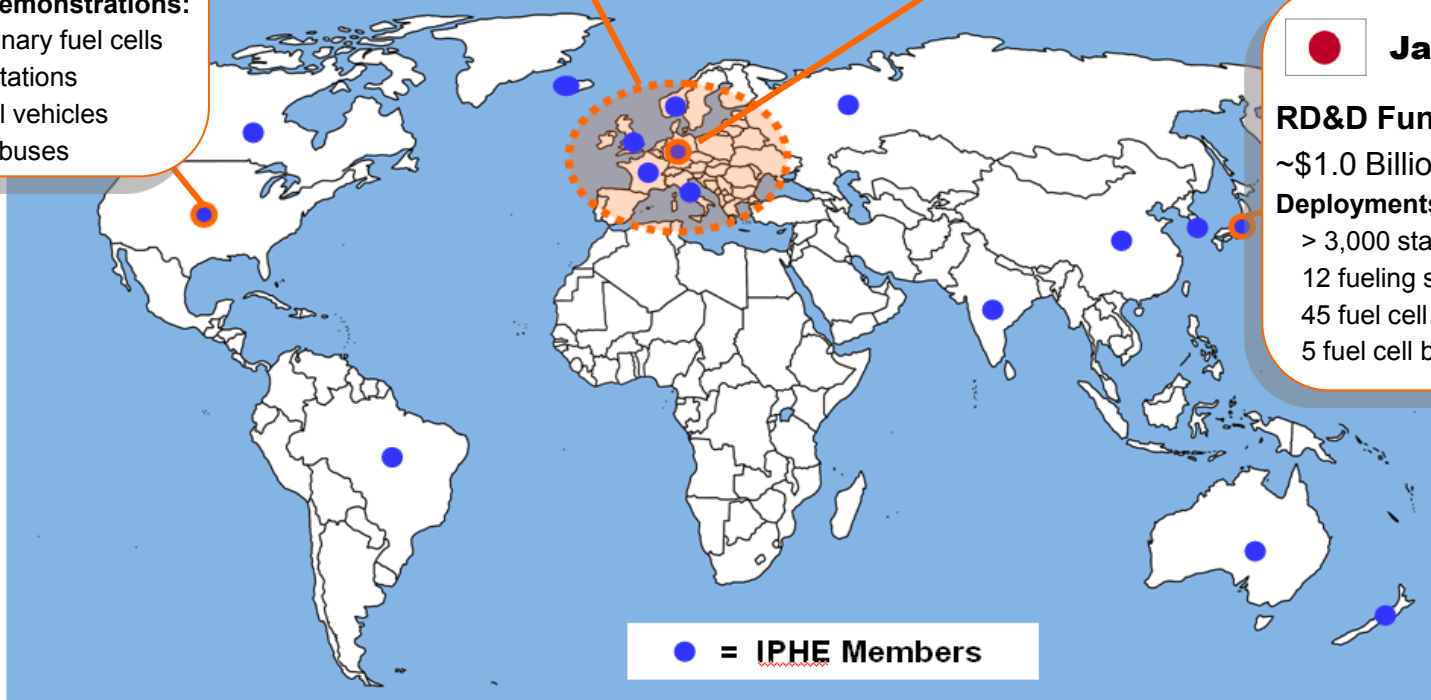 emonstrations:
nary fuel cells
tations
l vehicles
buses
Ja
RD&D Fun
~$1.0 Billio
Deployments
> 3,000 sta
12 fueling s
45 fuel cell
5 fuel cell b
= IPHE Members